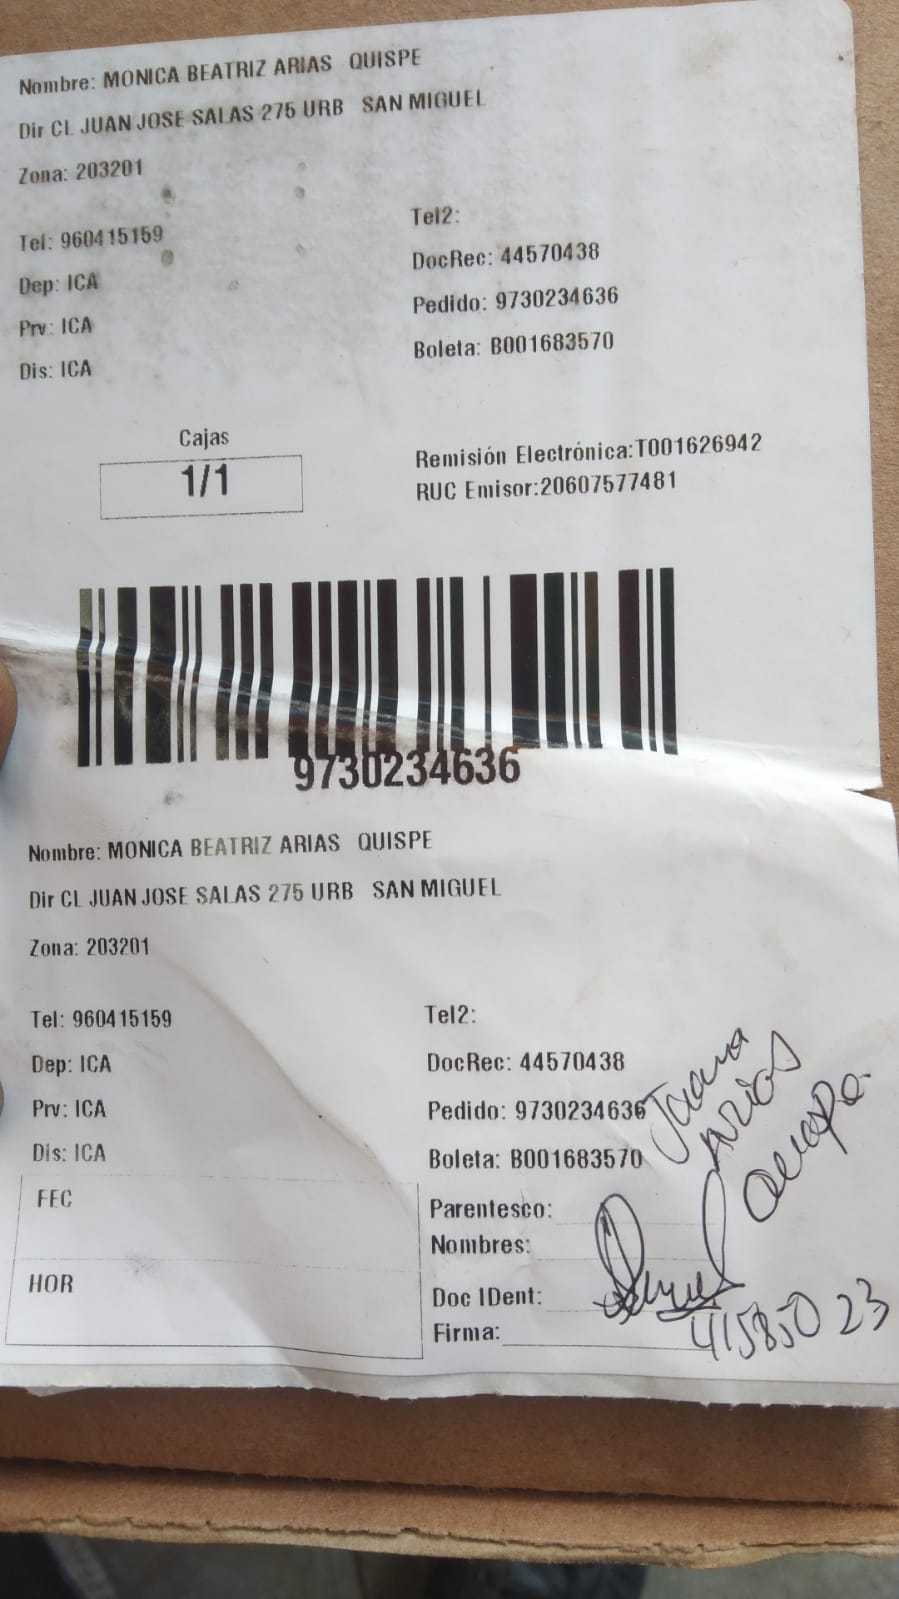 Nombre: MONICA BEATRIZ ARIAS QUISPE
Dir CL JUAN JOSE SALAS 275 URB SAN MIGUEL
Zona: 203201
Tel: 960415159
Tel2:
Dep: ICA
DocRec: 44570438
Prv: ICA
Pedido: 9730234636
Dis: ICA
Boleta: B001683570
Cajas
1/1
Remisión Electrónica:T001626942
RUC Emisor:20607577481
9730234636
Nombre: MONICA BEATRIZ ARIAS QUISPE
Dir CL JUAN JOSE SALAS 275 URB SAN MIGUEL
Zona: 203201
Tel: 960415159
Tel2:
Dep: ICA
DocRec: 44570438
Prv: ICA
Pedido: 9730234636
Dis: ICA
Boleta: B001683570
FEC
HOR
Parentesco:
Nombres:
Doc IDent:
Firma:
Arias